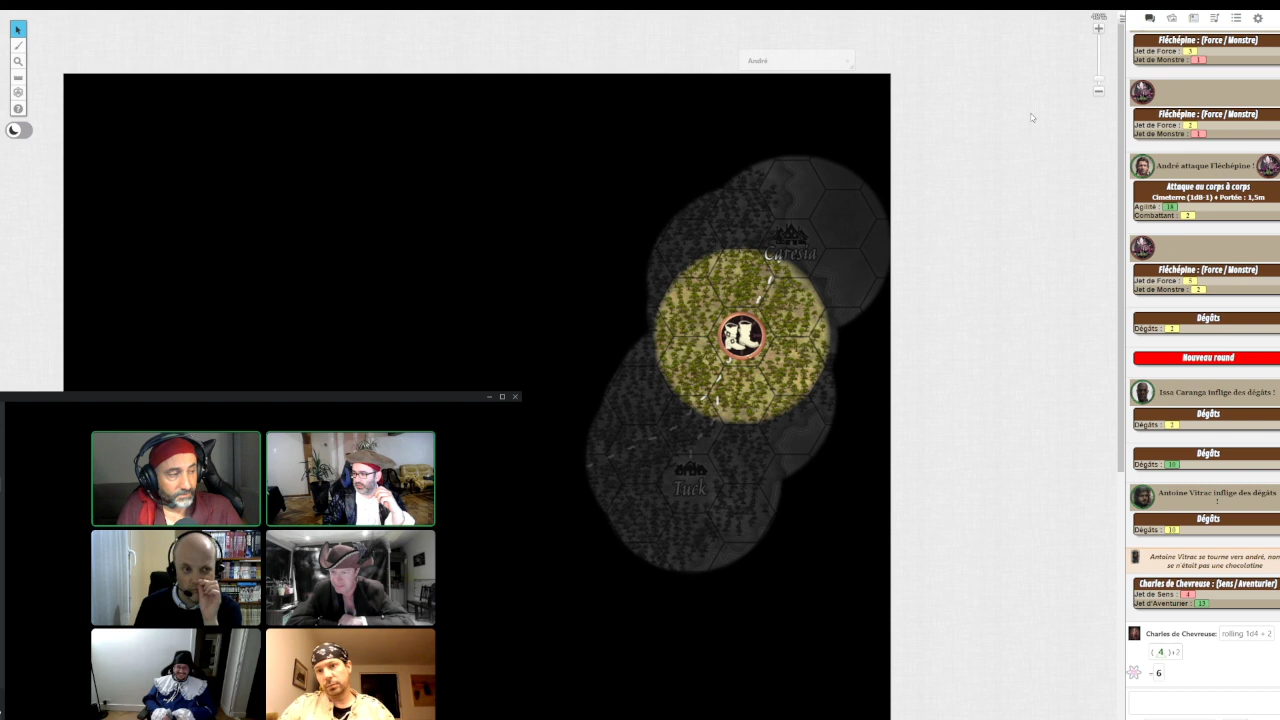 André
Caresia
Tuck
Fléchépine : (Force / Monstre)
Jet de Force : 3
Jet de Monstre : 1
Fléchépine : (Force / Monstre)
Jet de Force : 2
Jet de Monstre : 1
André attaque Fléchépine !
Attaque au corps à corps
Cimeterre (1d8-1) ♦ Portée : 1,5m
Agilité : 18
Combattant : 2
Fléchépine : (Force / Monstre)
Jet de Force : 5
Jet de Monstre : 2
Dégâts
Dégâts : 2
Nouveau round
Issa Caranga inflige des dégâts !
Dégâts
Dégâts : 2
Dégâts
Dégâts : 10
Antoine Vitrac inflige des dégâts
!
Dégâts
Dégâts : 10
Antoine Vitrac se tourne vers andré, non
se n'était pas une chocolatine
Charles de Chevreuse : (Sens / Aventurier)
Jet de Sens : 4
Jet d'Aventurier : 13
Charles de Chevreuse: rolling 1d4 + 2
( 4 )+2
6